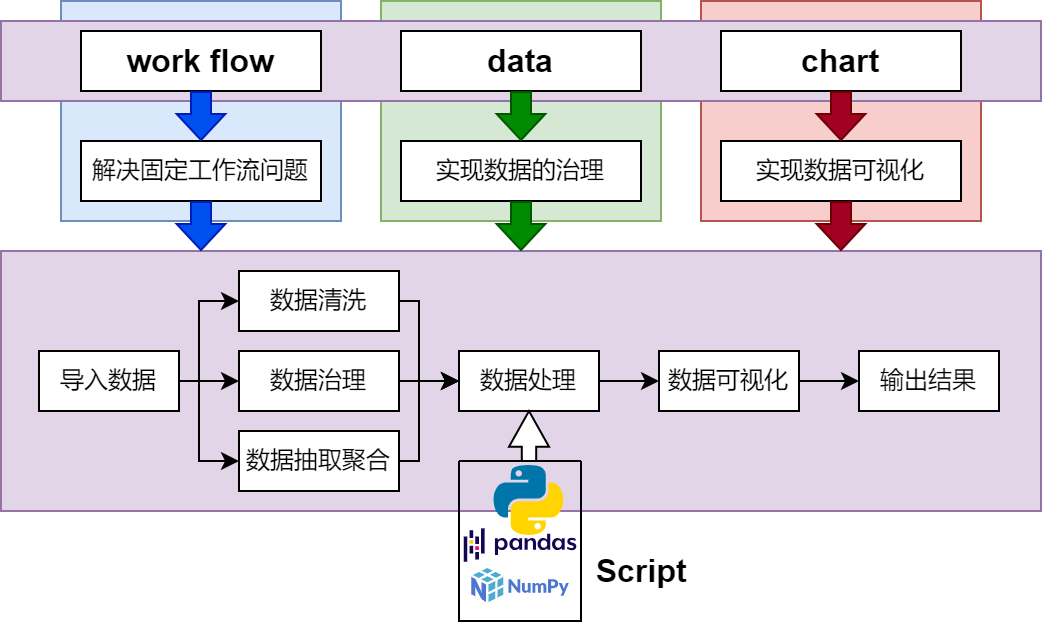 work flow
data
chart
解决固定工作流问题
实现数据的治理
实现数据可视化
数据清洗
导入数据
数据治理
数据处理
数据可视化
输出结果
数据抽取聚合
pandas
NumPy
Script